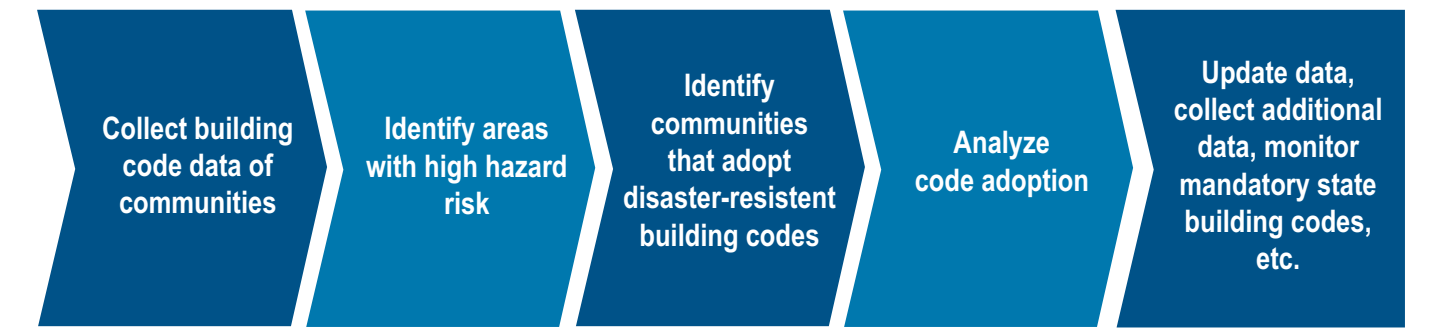 Collect building
code data of
communities
Identify areas
with high hazard
risk
Identify
communities
that adopt
disaster-resistent
building codes
Analyze
code adoption
Update data,
collect additional
data, monitor
mandatory state
building codes,
etc.